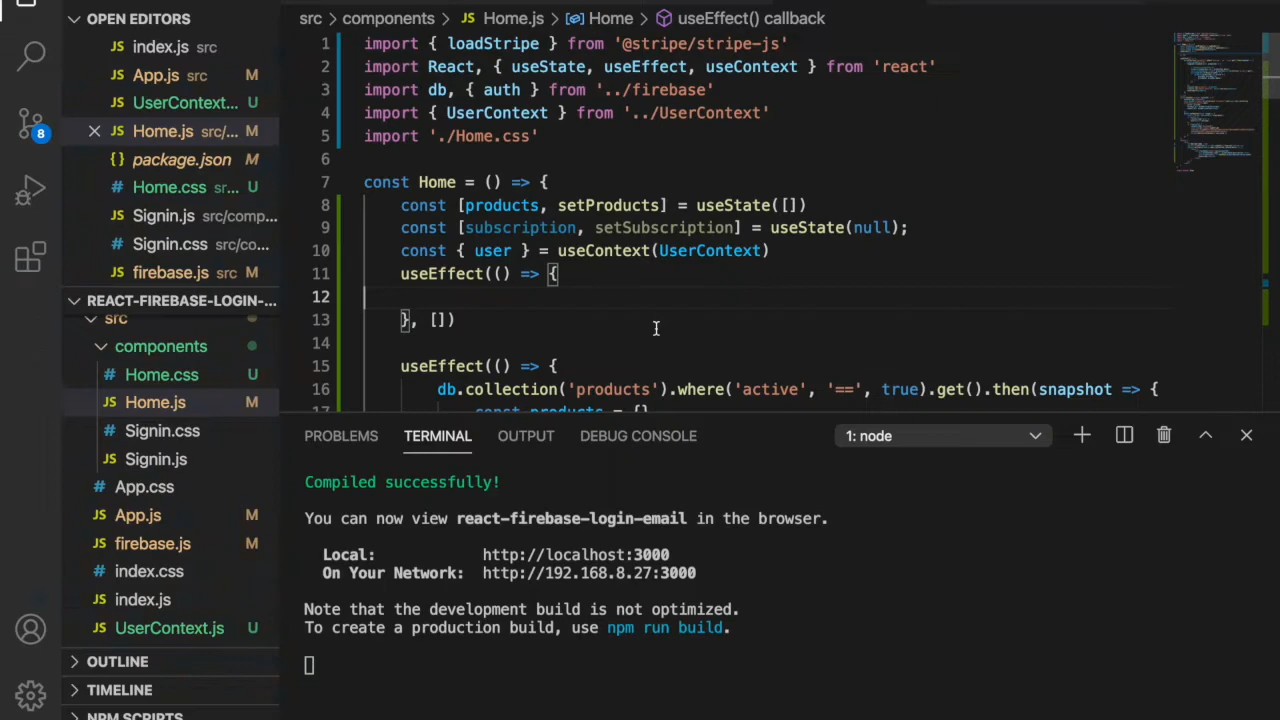 OPEN EDITORS
JS index.js src
JS App.js src M
JS UserContext... U
JS Home.js src/... M
{} package.json M
# Home.css sr... U
JS Signin.js src/comp...
# Signin.css src/co...
JS firebase.js src M
REACT-FIREBASE-LOGIN-...
src
components
# Home.css U
JS Home.js M
# Signin.css
JS Signin.js
# App.css
JS App.js M
JS firebase.js M
# index.css
JS index.js
JS UserContext.js U
OUTLINE
TIMELINE
NPM SCRIPTS
8
src > components > JS Home.js > Home > useEffect() callback
1 import { loadStripe } from '@stripe/stripe-js'
2 import React, { useState, useEffect, useContext } from 'react'
3 import db, { auth } from '../firebase'
4 import { UserContext } from '../UserContext'
5 import './Home.css'
6
7 const Home = () => {
8 const [products, setProducts] = useState([])
9 const [subscription, setSubscription] = useState(null);
10 const { user } = useContext(UserContext)
11 useEffect(() => {
12
13 }, [])
14
15 useEffect(() => {
16 db.collection('products').where('active', '==', true).get().then(snapshot => {
17 const products = {}
PROBLEMS TERMINAL OUTPUT DEBUG CONSOLE 1: node
Compiled successfully!
You can now view react-firebase-login-email in the browser.
Local: http://localhost:3000
On Your Network: http://192.168.8.27:3000
Note that the development build is not optimized.
To create a production build, use npm run build.